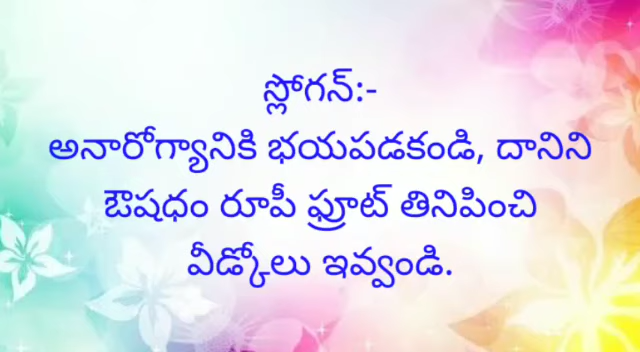 స్లోగన్:-
అనారోగ్యానికి భయపడకండి, దానిని
ఔషధం రూపీ ఫ్రూట్ తినిపించి
వీడ్కోలు ఇవ్వండి.